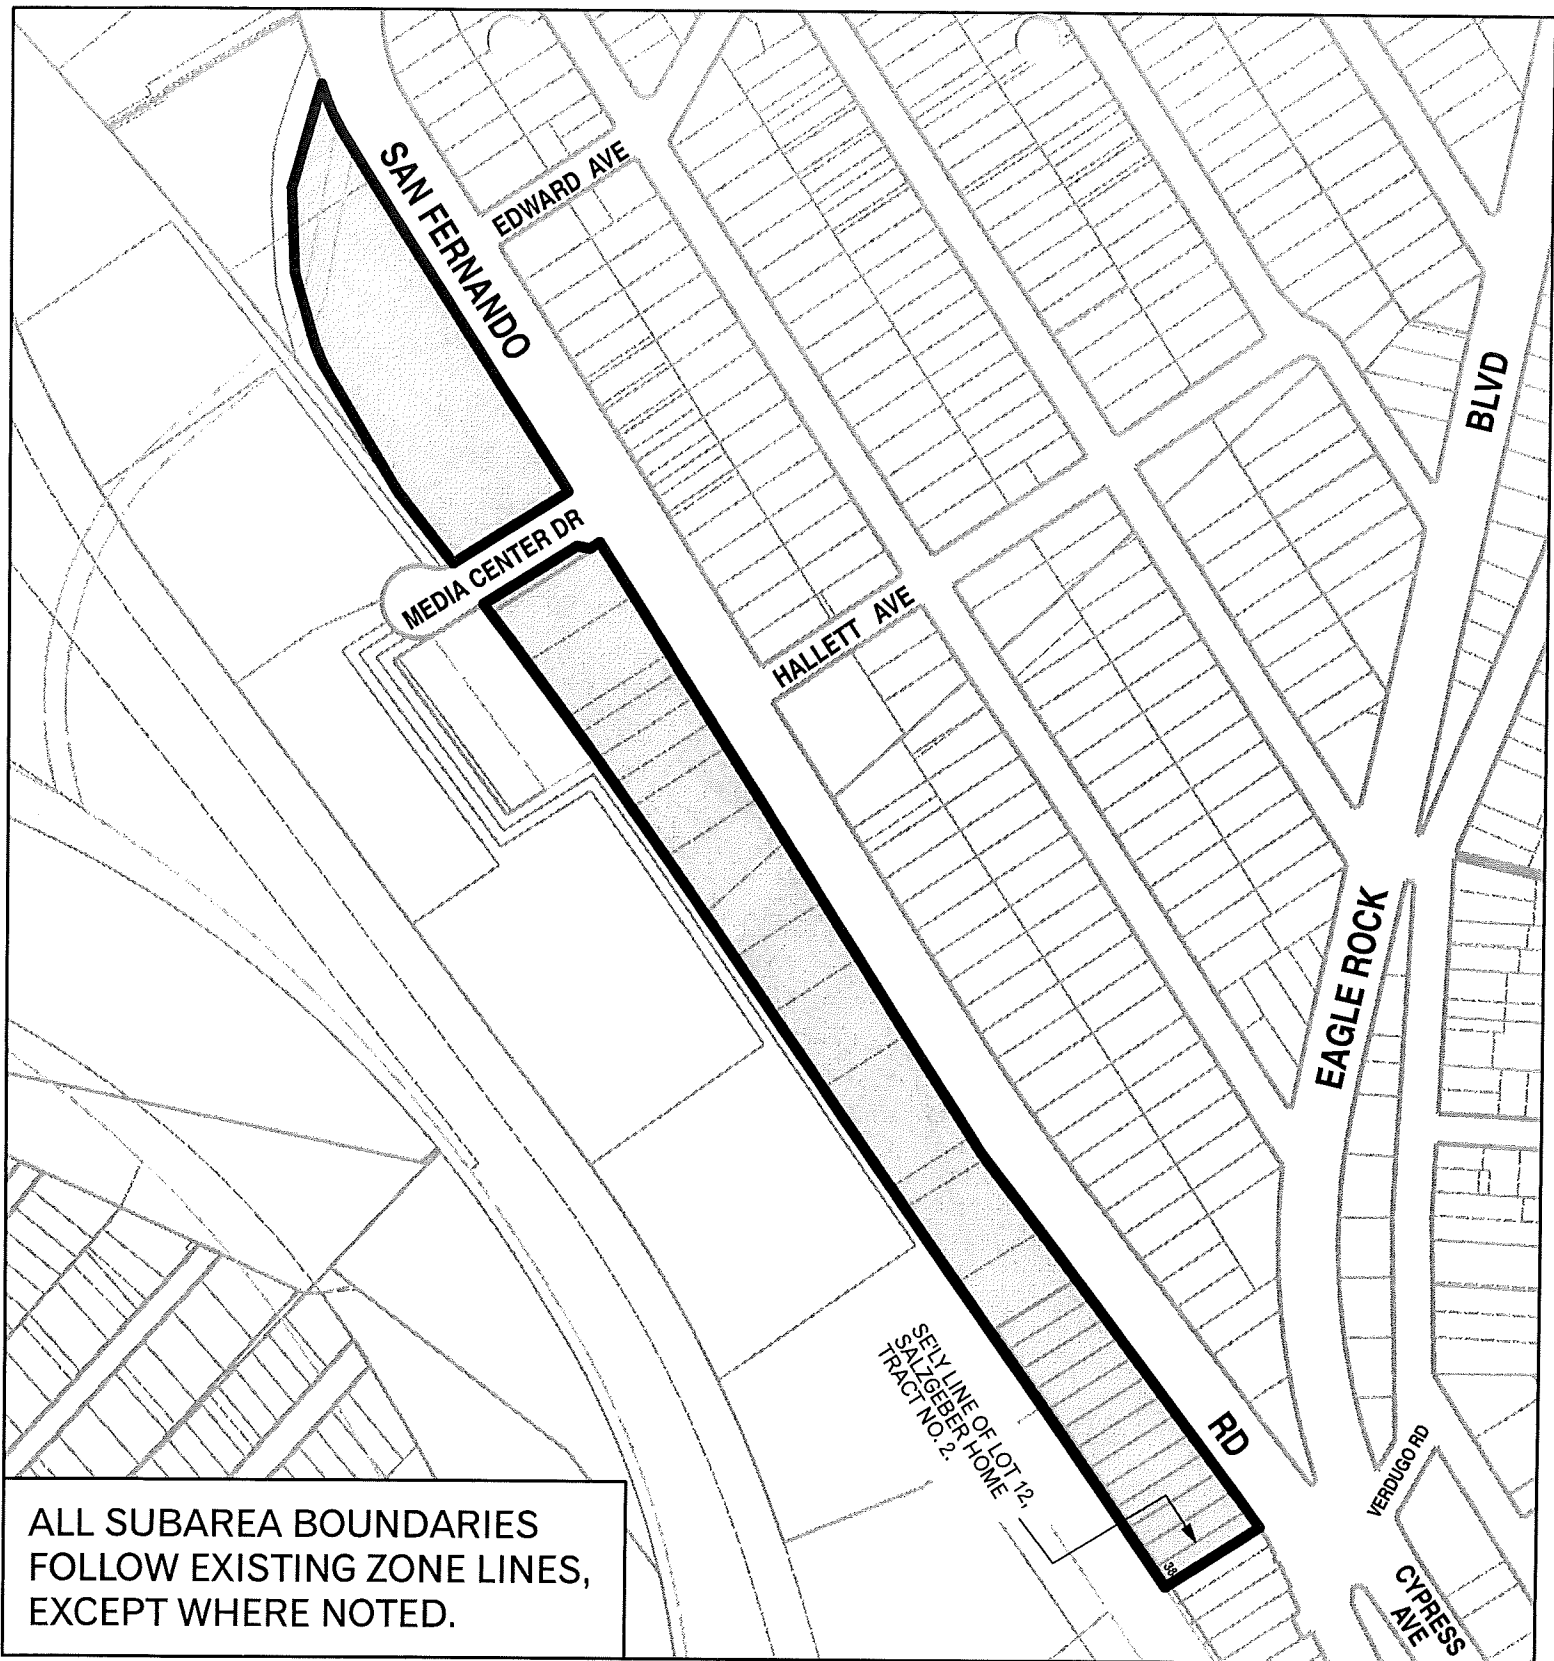 SAN FERNANDO
EDWARD AVE
BLVD
MEDIA CENTER DR
HALLETT AVE
EAGLE ROCK
SE'LY LINE OF LOT 12,
SALZGEBER HOME
TRACT NO. 2.
RD
VERDUGO RD
38
CYPRESS
AVE
ALL SUBAREA BOUNDARIES
FOLLOW EXISTING ZONE LINES,
EXCEPT WHERE NOTED.